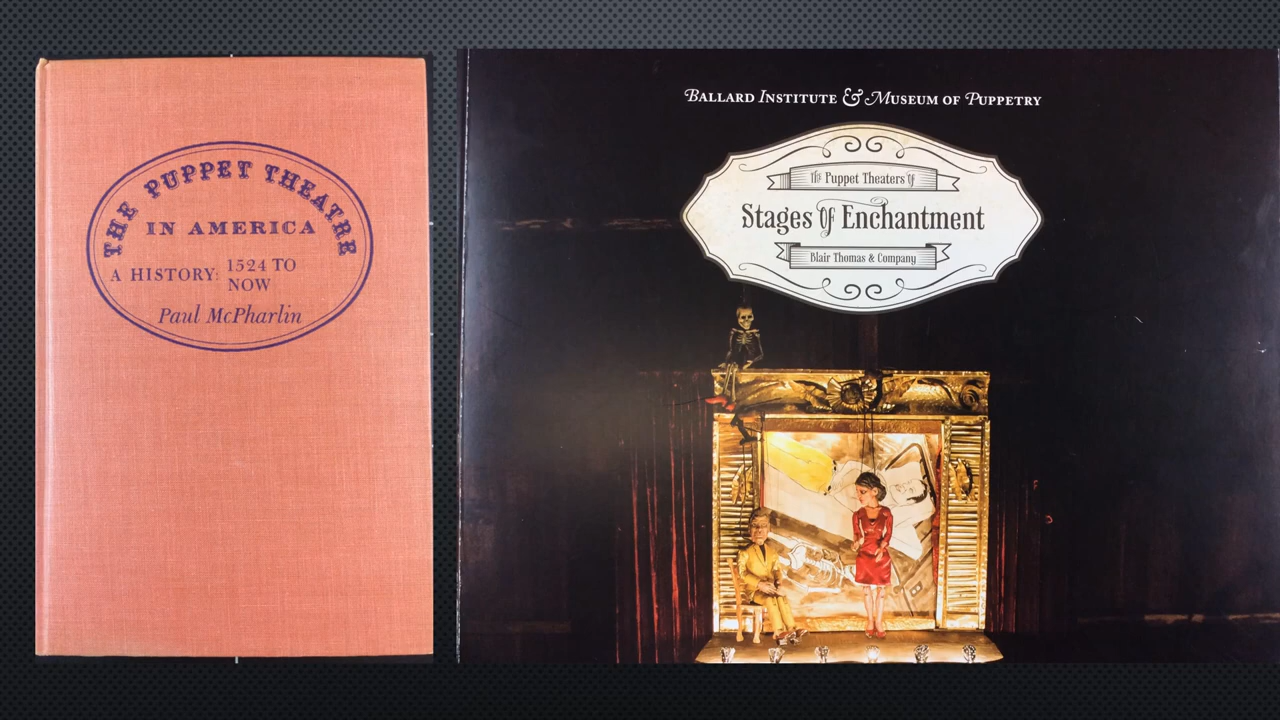 THE PUPPET THEATRE
IN AMERICA
A HISTORY: 1524 TO
NOW
Paul McPharlin
BALLARD INSTITUTE & MUSEUM OF PUPPETRY
The Puppet Theaters of
Stages of Enchantment
Blair Thomas & Company